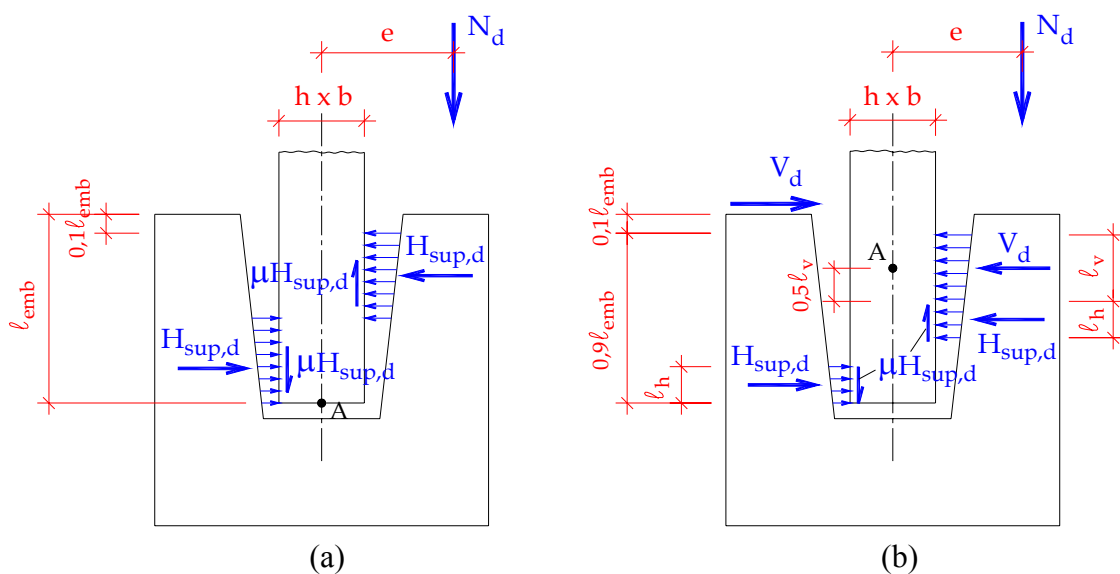 N_d
e
h x b
0,1ℓ_emb
ℓ_emb
H_sup,d
μH_sup,d
H_sup,d
μH_sup,d
A
(a)
N_d
e
h x b
V_d
0,1ℓ_emb
A
V_d
ℓ_v
0,5ℓ_v
0,9ℓ_emb
ℓ_h
H_sup,d
H_sup,d
μH_sup,d
ℓ_h
(b)